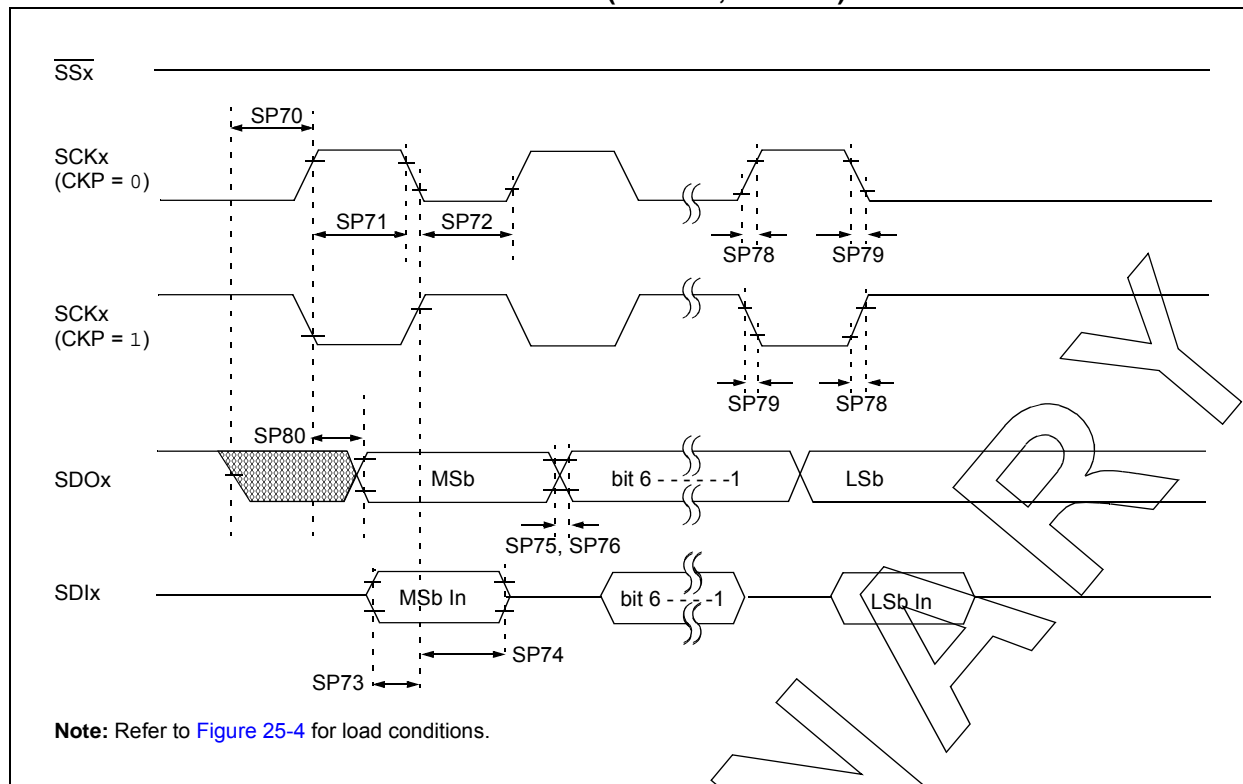 SSx
SP70
SCKx
(CKP = 0)
SP71
SP72
SP78
SP79
SCKx
(CKP = 1)
SP79
SP78
SP80
SDOx
MSb
bit 6 - - - - - -1
LSb
SP75, SP76
SDIx
MSb In
bit 6 - - - -1
LSb In
SP74
SP73
Note: Refer to Figure 25-4 for load conditions.